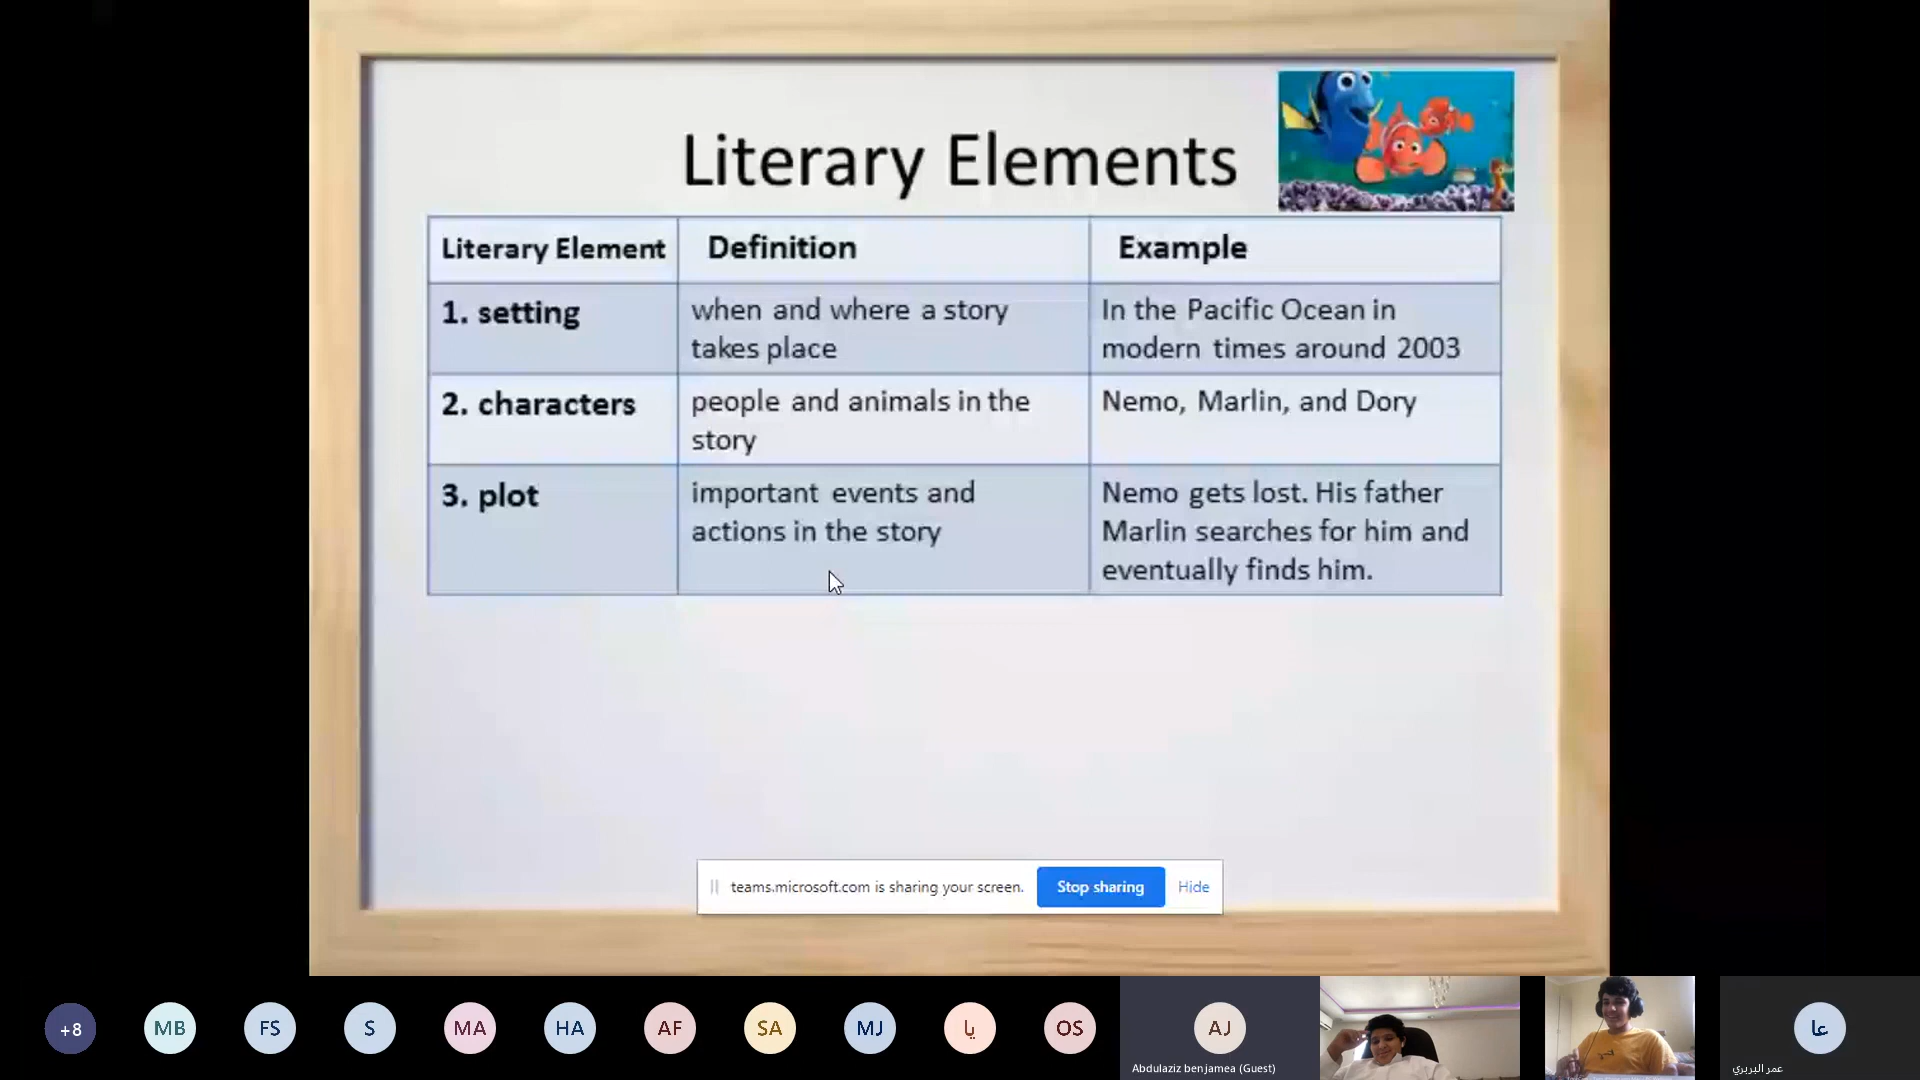 Literary Elements
Literary Element
Definition
Example
1. setting
when and where a story
takes place
In the Pacific Ocean in
modern times around 2003
2. characters
people and animals in the
story
Nemo, Marlin, and Dory
3. plot
important events and
actions in the story
Nemo gets lost. His father
Marlin searches for him and
eventually finds him.
teams.microsoft.com is sharing your screen.
Stop sharing
Hide
+8
MB
FS
S
MA
HA
AF
SA
MJ
يا
OS
AJ
عا
Abdulaziz ben jamea (Guest)
عمر البريري